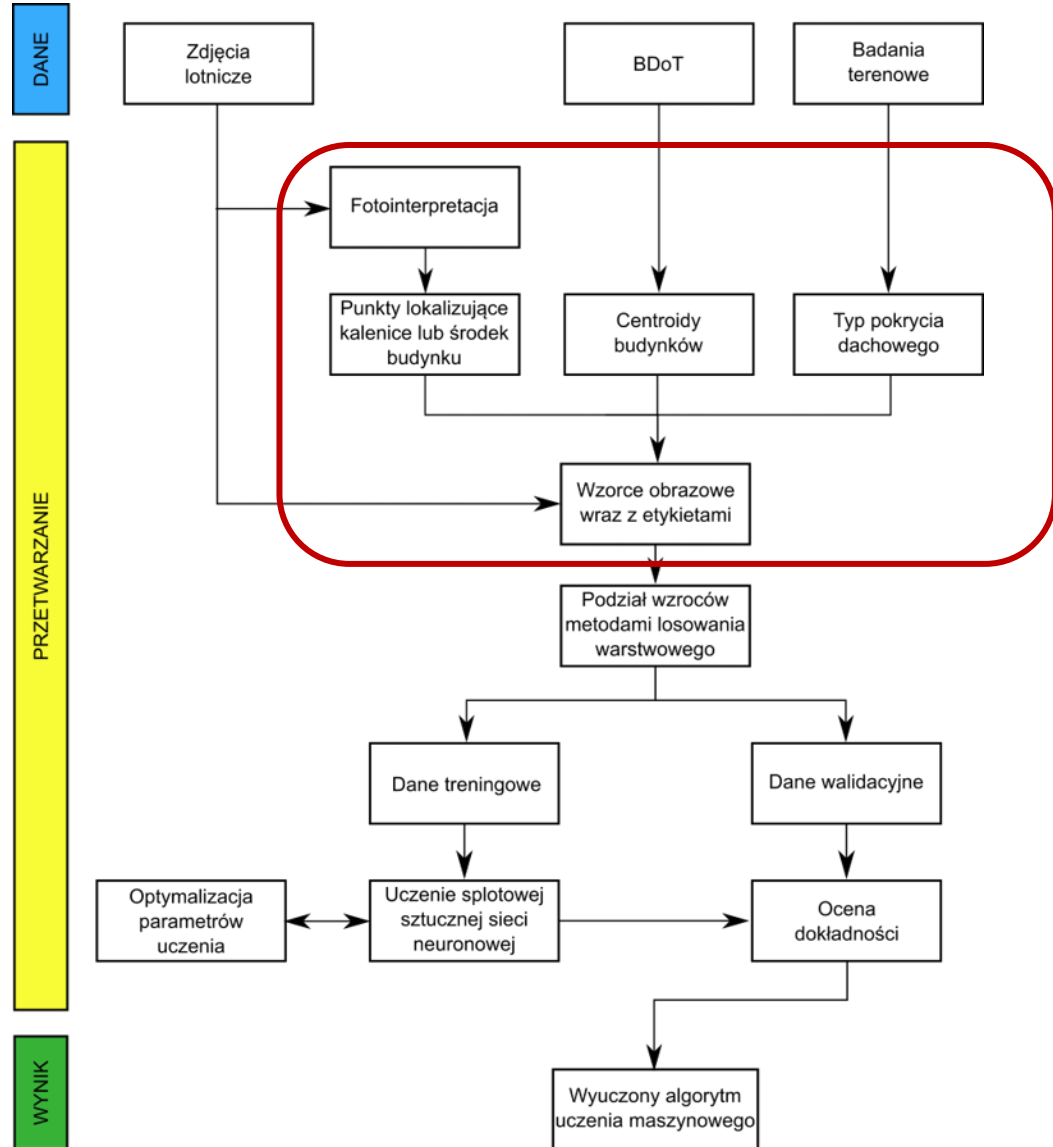 DANE
Zdjęcia
lotnicze
BDoT
Badania
terenowe
PRZETWARZANIE
Fotointerpretacja
Punkty lokalizujące
kalenice lub środek
budynku
Centroidy
budynków
Typ pokrycia
dachowego
Wzorce obrazowe
wraz z etykietami
Podział wzroców
metodami losowania
warstwowego
Dane treningowe
Dane walidacyjne
Optymalizacja
parametrów
uczenia
Uczenie splotowej
sztucznej sieci
neuronowej
Ocena
dokładności
WYNIK
Wyuczony algorytm
uczenia maszynowego